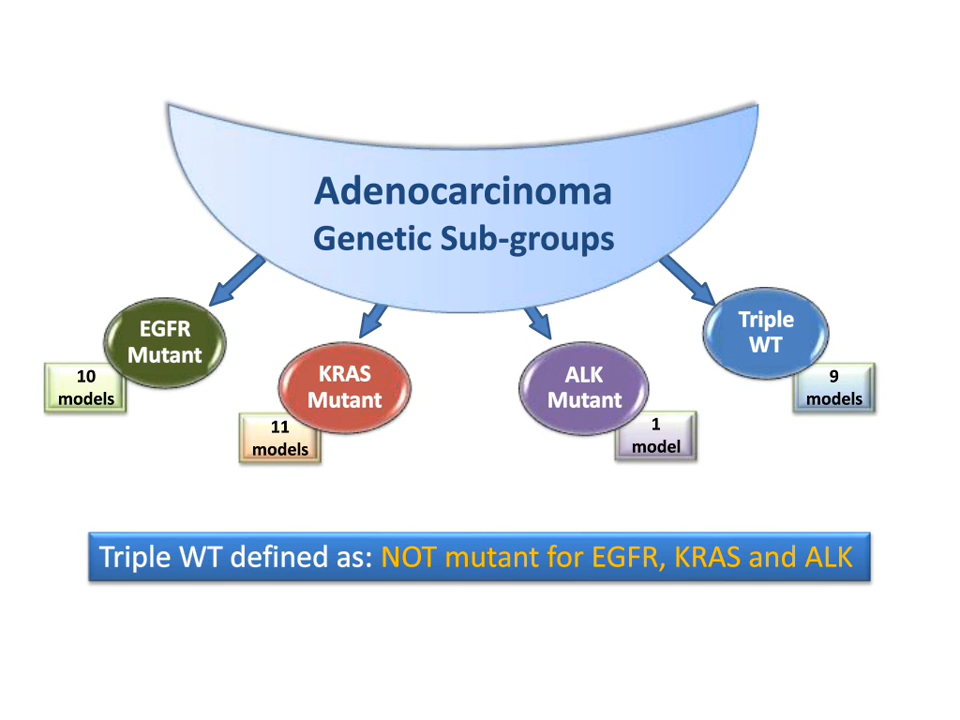 Adenocarcinoma
Genetic Sub-groups
EGFR
Mutant
10
models
KRAS
Mutant
11
models
ALK
Mutant
1
model
Triple
WT
9
models
Triple WT defined as: NOT mutant for EGFR, KRAS and ALK